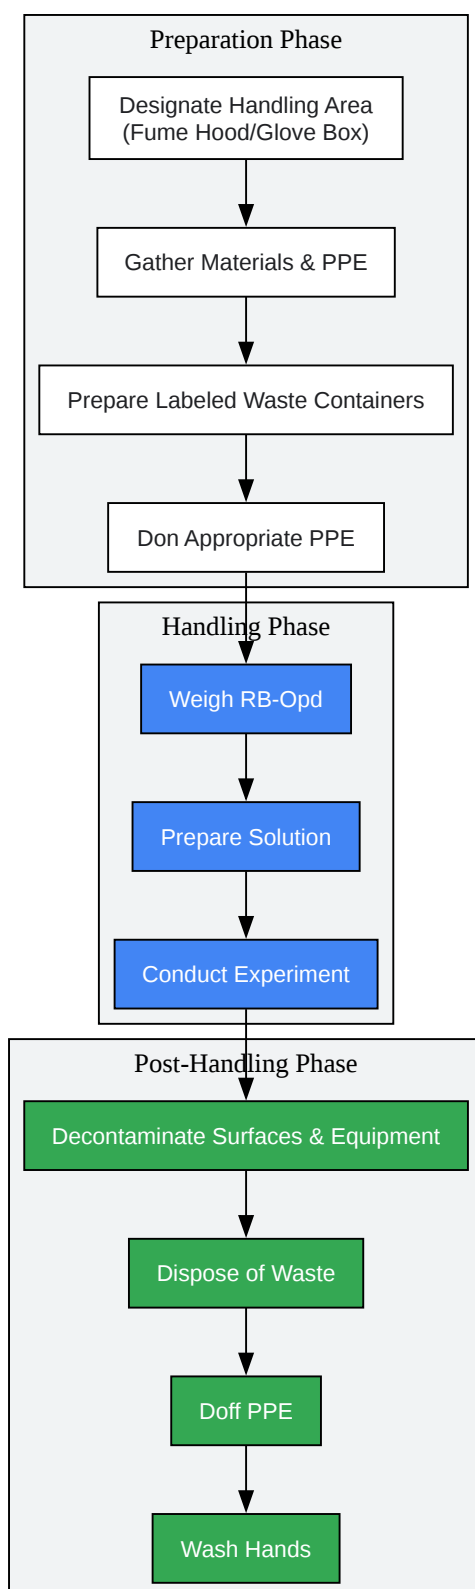 Preparation Phase
Designate Handling Area
(Fume Hood/Glove Box)
Gather Materials & PPE
Prepare Labeled Waste Containers
Don Appropriate PPE
Handling Phase
Weigh RB-Opd
Prepare Solution
Conduct Experiment
Post-Handling Phase
Decontaminate Surfaces & Equipment
Dispose of Waste
Doff PPE
Wash Hands